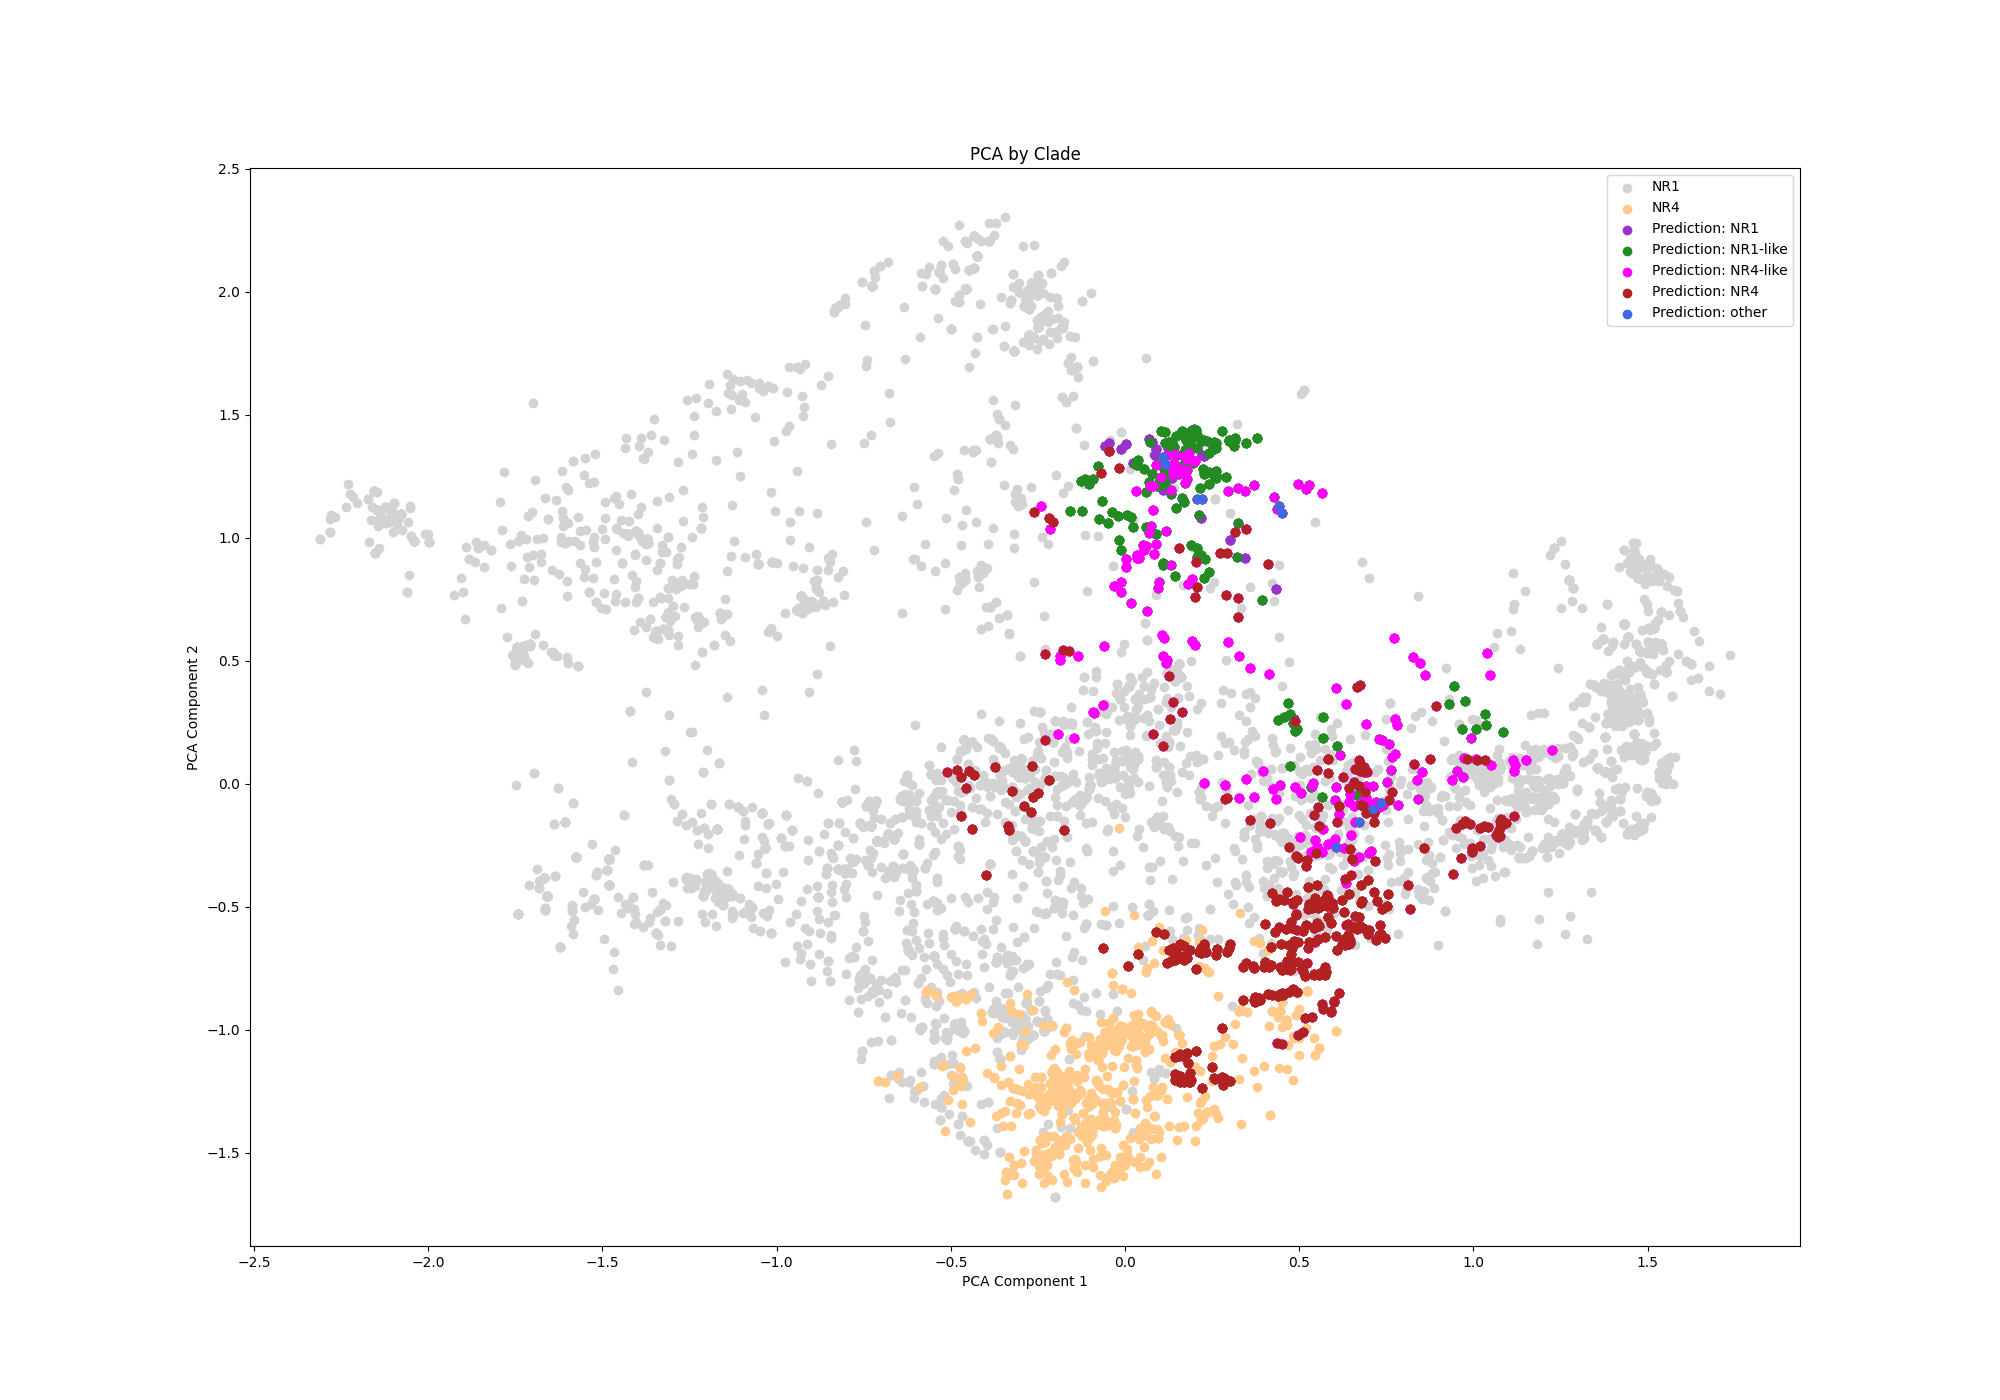 PCA by Clade
2.5
2.0
1.5
1.0
0.5
0.0
−0.5
−1.0
−1.5
PCA Component 2
NR1
NR4
Prediction: NR1
Prediction: NR1-like
Prediction: NR4-like
Prediction: NR4
Prediction: other
−2.5 −2.0 −1.5 −1.0 −0.5 0.0 0.5 1.0 1.5
PCA Component 1